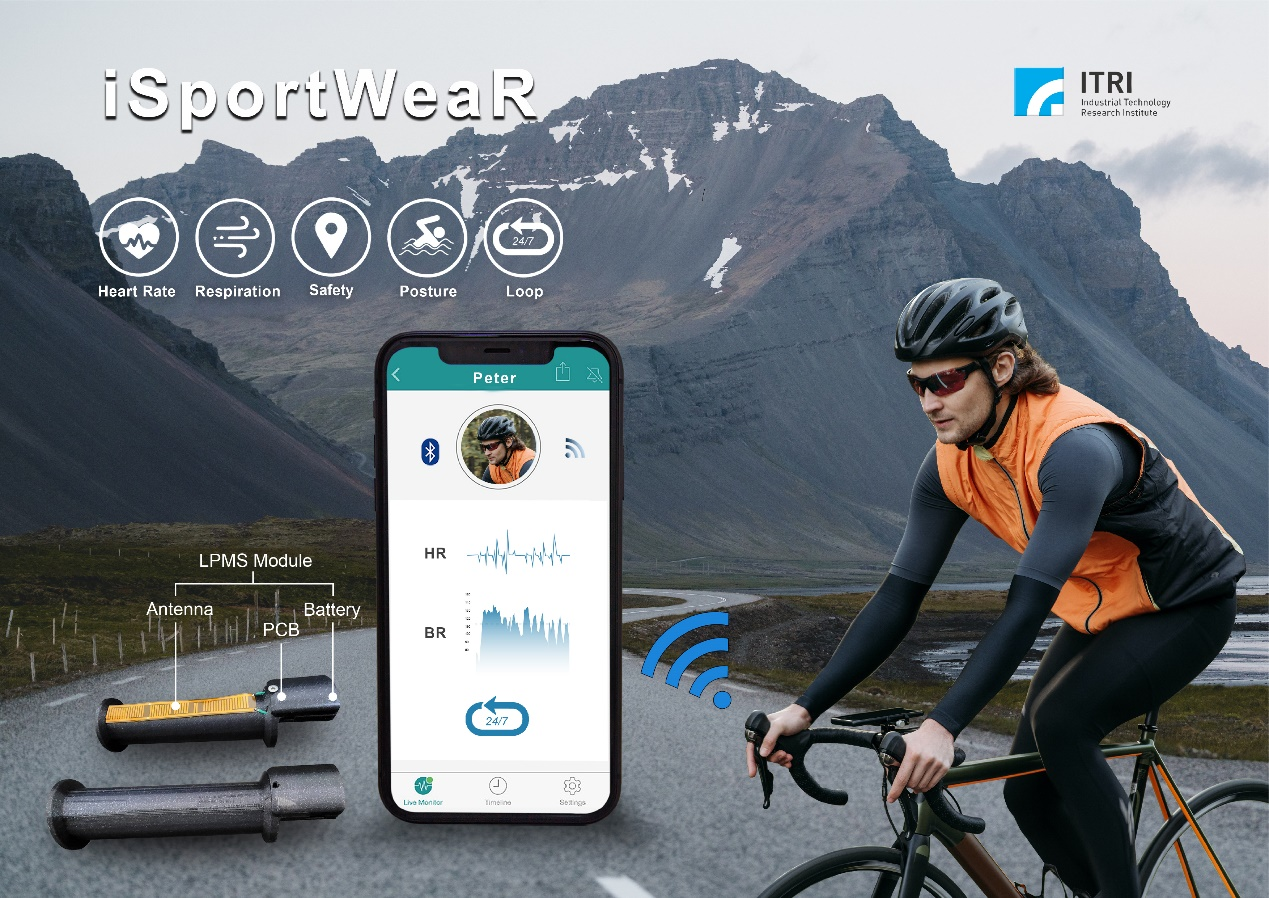 iSportWeaR
ITRI
Industrial Technology
Research Institute
24/7
Heart Rate
Respiration
Safety
Posture
Loop
Peter
HR
BR
24/7
Live Monitor
Timeline
Settings
LPMS Module
Antenna
PCB
Battery